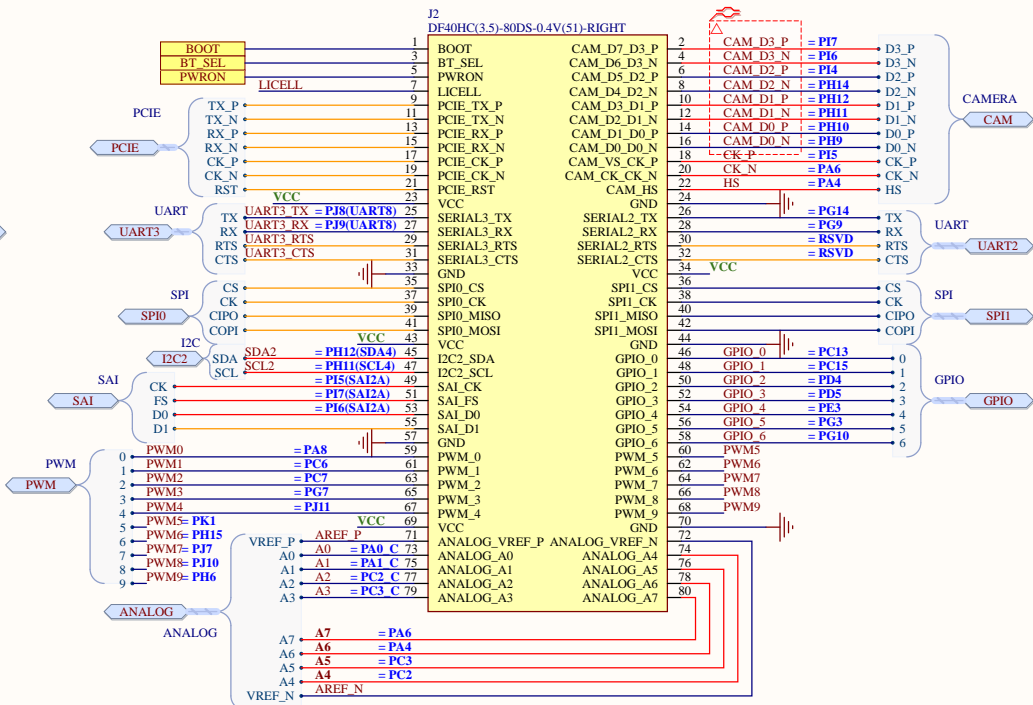 J2
DF40HC(3.5)-80DS-0.4V(51)-RIGHT
BOOT 1 BOOT CAM_D7_D3_P 2 CAM_D3_P = PI7 D3_P
BT_SEL 3 BT_SEL CAM_D6_D3_N 4 CAM_D3_N = PI6 D3_N
PWRON 5 PWRON CAM_D5_D2_P 6 CAM_D2_P = PI4 D2_P
LICELL 7 LICELL CAM_D4_D2_N 8 CAM_D2_N = PH14 D2_N
PCIE CAMERA
TX_P 9 PCIE_TX_P CAM_D3_D1_P 10 CAM_D1_P = PH12 D1_P
TX_N 11 PCIE_TX_N CAM_D2_D1_N 12 CAM_D1_N = PH11 D1_N CAM
RX_P 13 PCIE_RX_P CAM_D1_D0_P 14 CAM_D0_P = PH10 D0_P
PCIE RX_N 15 PCIE_RX_N CAM_D0_D0_N 16 CAM_D0_N = PH9 D0_N
CK_P 17 PCIE_CK_P CAM_VS_CK_P 18 CK_P = PI5 CK_P
CK_N 19 PCIE_CK_N CAM_CK_CK_N 20 CK_N = PA6 CK_N
RST 21 PCIE_RST CAM_HS 22 HS = PA4 HS
VCC 23 VCC GND 24
UART TX UART3_TX = PJ8(UART8) 25 SERIAL3_TX SERIAL2_TX 26 = PG14 TX UART
UART3 RX UART3_RX = PJ9(UART8) 27 SERIAL3_RX SERIAL2_RX 28 = PG9 RX
RTS UART3_RTS 29 SERIAL3_RTS SERIAL2_RTS 30 = RSVD RTS UART2
CTS UART3_CTS 31 SERIAL3_CTS SERIAL2_CTS 32 = RSVD CTS
33 GND VCC 34 VCC
SPI CS 35 SPI0_CS SPI1_CS 36 CS SPI
CK 37 SPI0_CK SPI1_CK 38 CK
SPI0 CIPO 39 SPI0_MISO SPI1_MISO 40 CIPO SPI1
COPI 41 SPI0_MOSI SPI1_MOSI 42 COPI
I2C VCC 43 VCC GND 44
I2C2 SDA SDA2 = PH12(SDA4) 45 I2C2_SDA GPIO_0 46 GPIO_0 = PC13 0
SCL SCL2 = PH11(SCL4) 47 I2C2_SCL GPIO_1 48 GPIO_1 = PC15 1
SAI CK = PI5(SAI2A) 49 SAI_CK GPIO_2 50 GPIO_2 = PD4 2 GPIO
SAI FS = PI7(SAI2A) 51 SAI_FS GPIO_3 52 GPIO_3 = PD5 3 GPIO
D0 = PI6(SAI2A) 53 SAI_D0 GPIO_4 54 GPIO_4 = PE3 4
D1 55 SAI_D1 GPIO_5 56 GPIO_5 = PG3 5
57 GND GPIO_6 58 GPIO_6 = PG10 6
0 PWM0 = PA8 59 PWM_0 PWM_5 60 PWM5
PWM 1 PWM1 = PC6 61 PWM_1 PWM_6 62 PWM6
PWM 2 PWM2 = PC7 63 PWM_2 PWM_7 64 PWM7
3 PWM3 = PG7 65 PWM_3 PWM_8 66 PWM8
4 PWM4 = PJ11 67 PWM_4 PWM_9 68 PWM9
5 PWM5 = PK1 VCC 69 VCC GND 70
6 PWM6 = PH15
7 PWM7 = PJ7
8 PWM8 = PJ10
9 PWM9 = PH6
VREF_P AREF_P 71 ANALOG_VREF_P ANALOG_VREF_N 72
A0 A0 = PA0_C 73 ANALOG_A0 ANALOG_A4 74
A1 A1 = PA1_C 75 ANALOG_A1 ANALOG_A5 76
A2 A2 = PC2_C 77 ANALOG_A2 ANALOG_A6 78
A3 A3 = PC3_C 79 ANALOG_A3 ANALOG_A7 80
ANALOG
ANALOG
A7 A7 = PA6
A6 A6 = PA4
A5 A5 = PC3
A4 A4 = PC2
VREF_N AREF_N